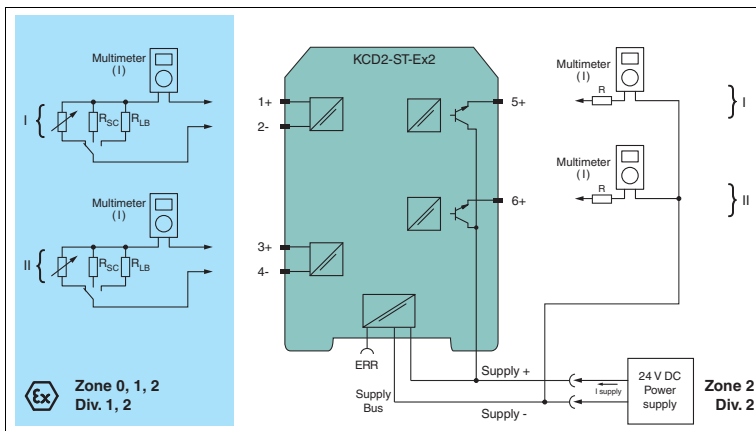 KCD2-ST-Ex2
Multimeter
( I )
I
RSC
RLB
1+
2-
5+
Multimeter
( I )
R
I
Multimeter
( I )
II
RSC
RLB
3+
4-
6+
Multimeter
( I )
R
II
ERR
Supply
Bus
Supply +
Supply -
I supply
24 V DC
Power
supply
Zone 2
Div. 2
Ex
Zone 0, 1, 2
Div. 1, 2